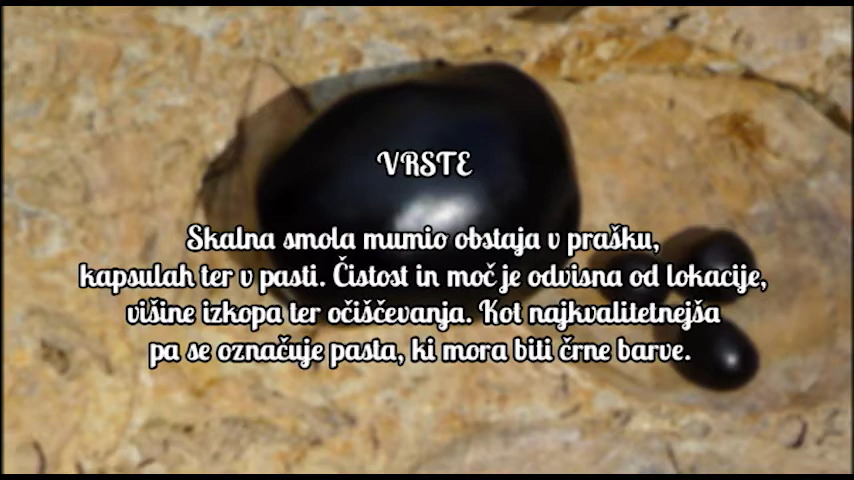 VRSTE
Skalna smola mumio obstaja v prašku,
kapsulah ter v pasti. Čistost in moč je odvisna od lokacije,
višine izkopa ter očiščevanja. Kot najkvalitetnejša
pa se označuje pasta, ki mora biti črne barve.